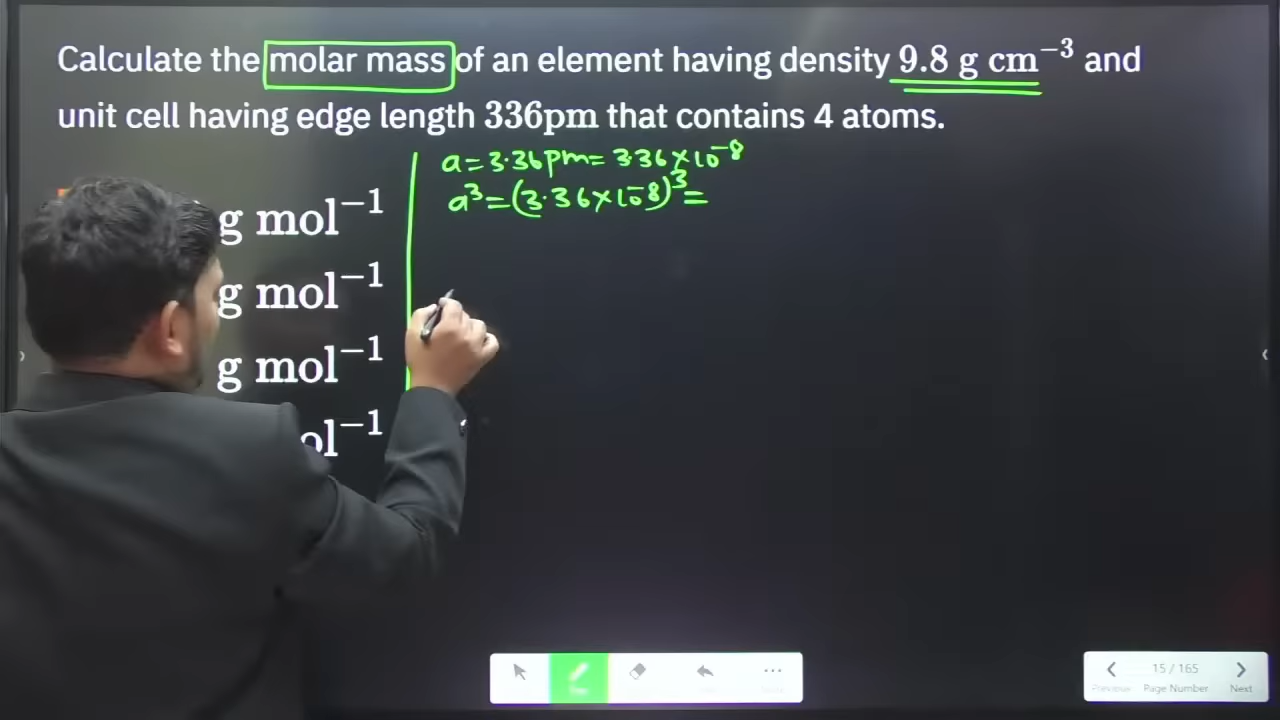 Calculate the molar mass of an element having density 9.8 g cm⁻³ and
unit cell having edge length 336pm that contains 4 atoms.
a=3.36pm=3.36×10⁻⁸
a³=(3.36×10⁻⁸)³=
g mol⁻¹
g mol⁻¹
g mol⁻¹
ol⁻¹
15 / 165
Previous Page Number Next